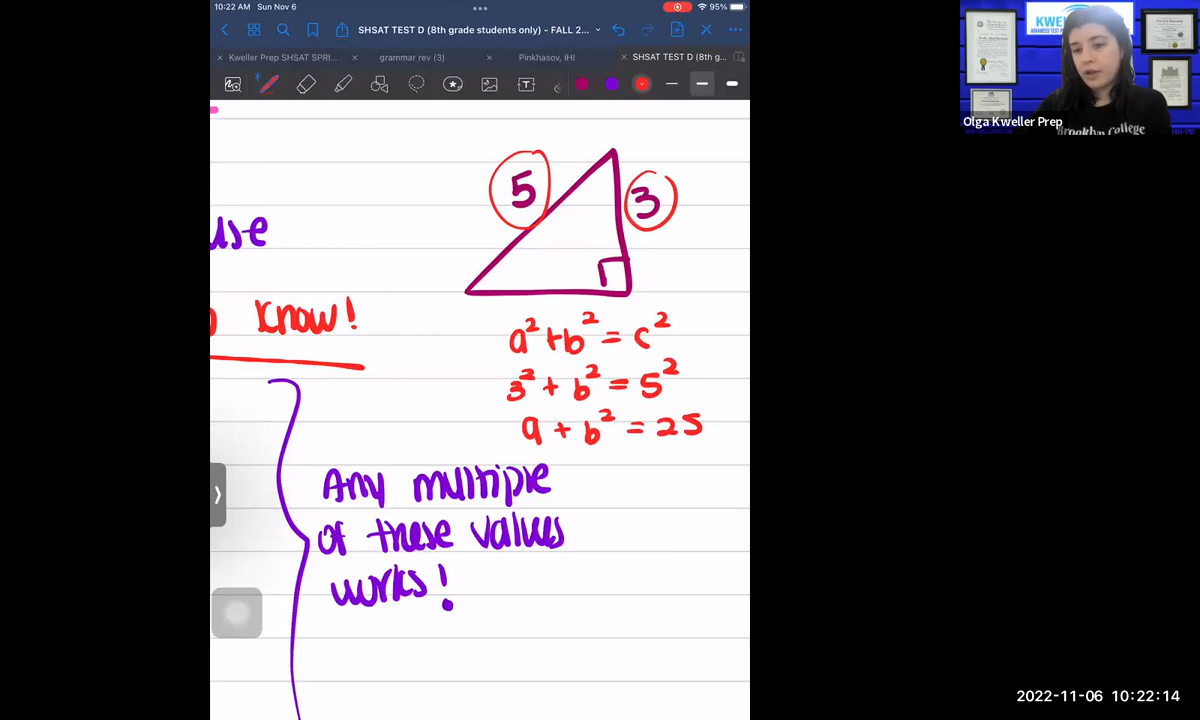 10:22 AM Sun Nov 6
95%
SHSAT TEST D (8th grade students only) - FALL 2...
Kweller Prep SHSAT SPRI...
grammar rev (3)
Pinkhasov, IHI
SHSAT TEST D (8th g...
KWEL
ADVANCED TEST
Olga Kweller Prep
Brooklyn College
5
3
use
Know!
a² + b² = c²
3² + b² = 5²
9 + b² = 25
Any multiple
of these values
works!
2022-11-06 10:22:14